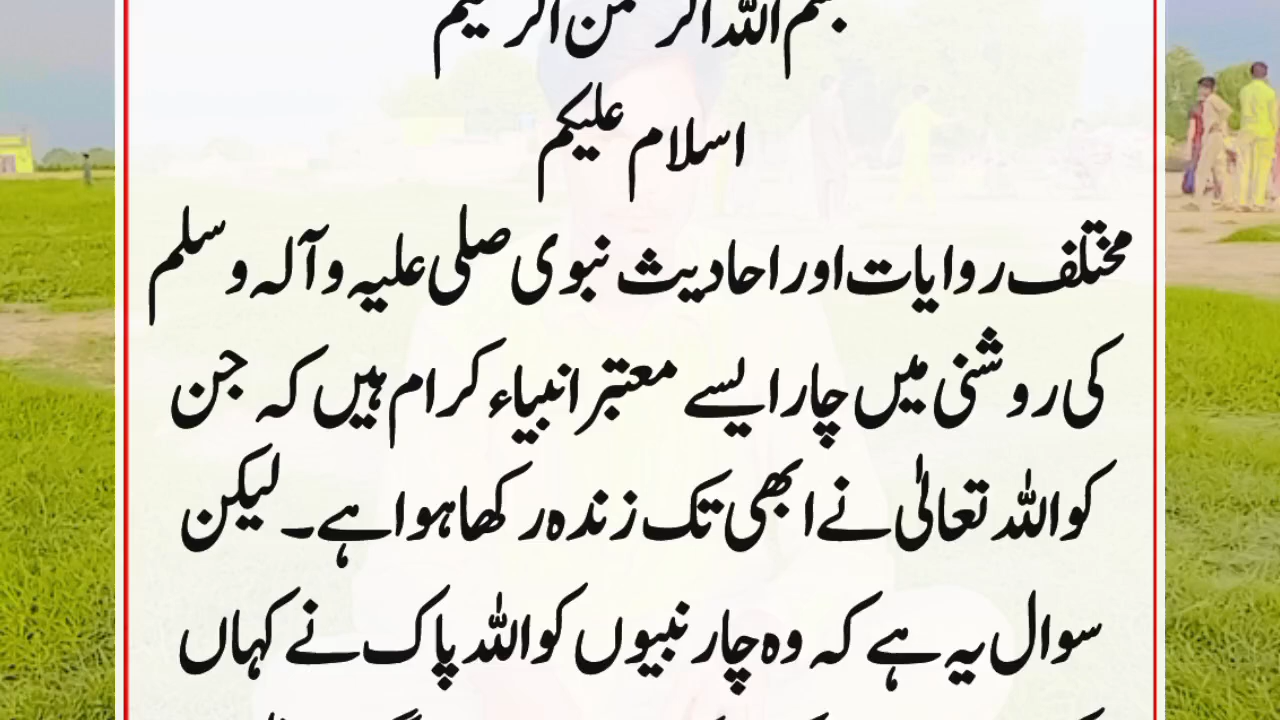 بسم اللہ الرحمن الرحیم
اسلام علیکم
مختلف روایات اور احادیث نبوی صلی علیہ و آلہ و سلم
کی روشنی میں چار ایسے معتبر انبیاء کرام ہیں کہ جن
کو اللہ تعالیٰ نے ابھی تک زندہ رکھا ہوا ہے۔ لیکن
سوال یہ ہے کہ وہ چار نبیوں کو اللہ پاک نے کہاں